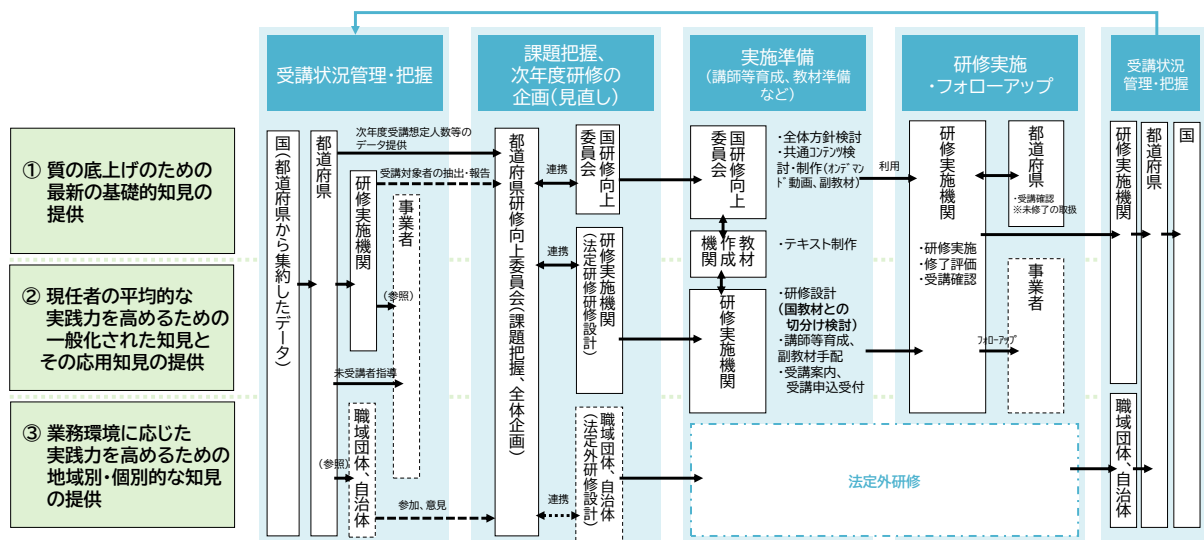 受講状況管理・把握
課題把握、
次年度研修の
企画(見直し)
実施準備
(講師等育成、教材準備
など)
研修実施
・フォローアップ
受講状況
管理・把握
① 質の底上げのための
最新の基礎的知見の
提供
② 現任者の平均的な
実践力を高めるための
一般化された知見と
その応用知見の提供
③ 業務環境に応じた
実践力を高めるための
地域別・個別的な知見
の提供
国(都道府県から集約したデータ)
都道府県
研修実施機関
事業者
職域団体、自治体
次年度受講想定人数等の
データ提供
受講対象者の抽出・報告
(参照)
未受講者指導
(参照)
参加、意見
都道府県研修向上委員会(課題把握、全体企画)
連携
国研修向上
委員会
連携
研修実施機関
(法定研修研修設計)
連携
職域団体、自治体
(法定外研修設計)
国研修向上
委員会
・全体方針検討
・共通コンテンツ検
討・制作(オンデマン
ド動画、副教材)
教材
作成
機関
・テキスト制作
研修実施機関
・研修設計
(国教材との
切分け検討)
・講師等育成、
副教材手配
・受講案内、
受講申込受付
利用
研修実施機関
・研修実施
・修了評価
・受講確認
都道府県
・受講確認
※未修了の取扱
フォローアップ
事業者
法定外研修
研修実施機関
職域団体、自治体
都道府県
国